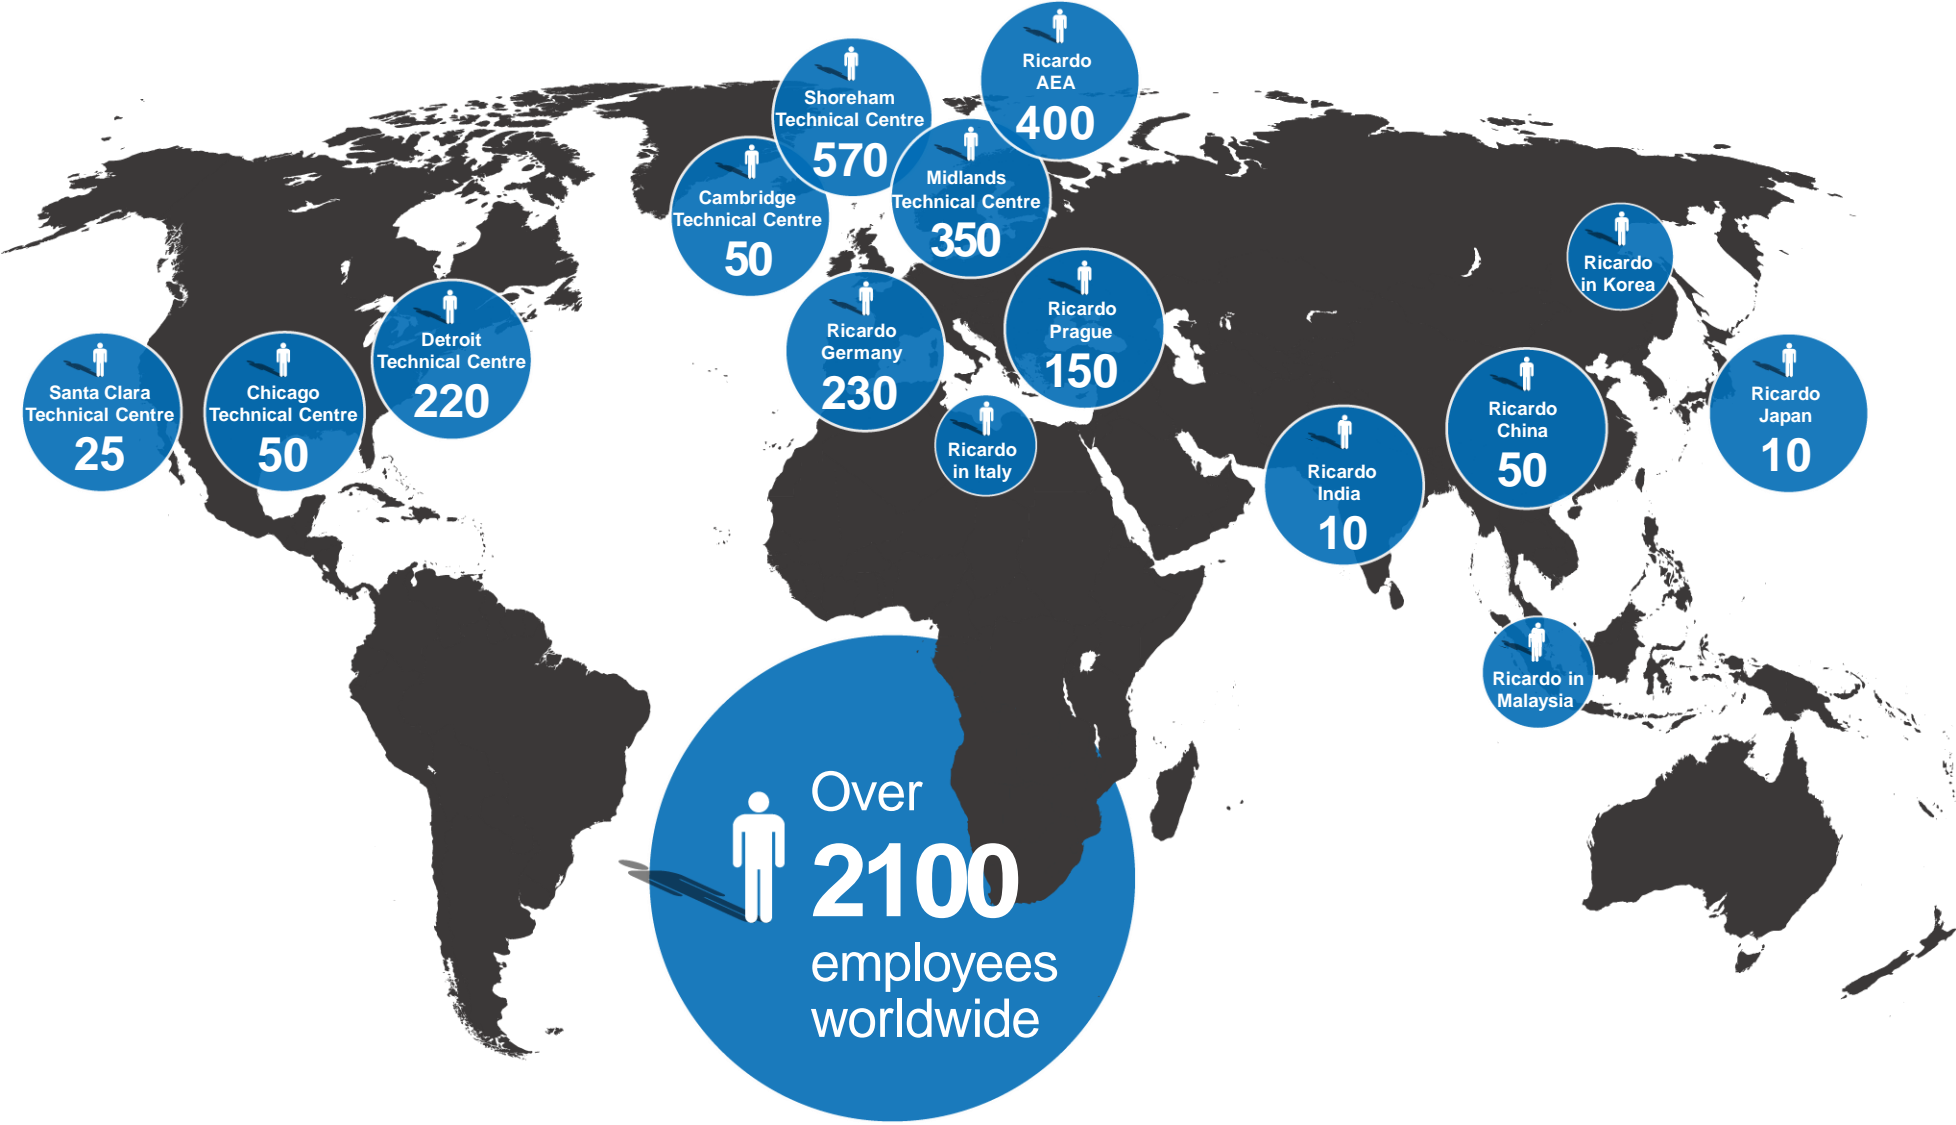 Ricardo
AEA
400
Shoreham
Technical Centre
570
Midlands
Technical Centre
350
Cambridge
Technical Centre
50
Ricardo
in Korea
Detroit
Technical Centre
220
Ricardo
Germany
230
Ricardo
Prague
150
Santa Clara
Technical Centre
25
Chicago
Technical Centre
50
Ricardo
in Italy
Ricardo
India
10
Ricardo
China
50
Ricardo
Japan
10
Ricardo in
Malaysia
Over
2100
employees
worldwide